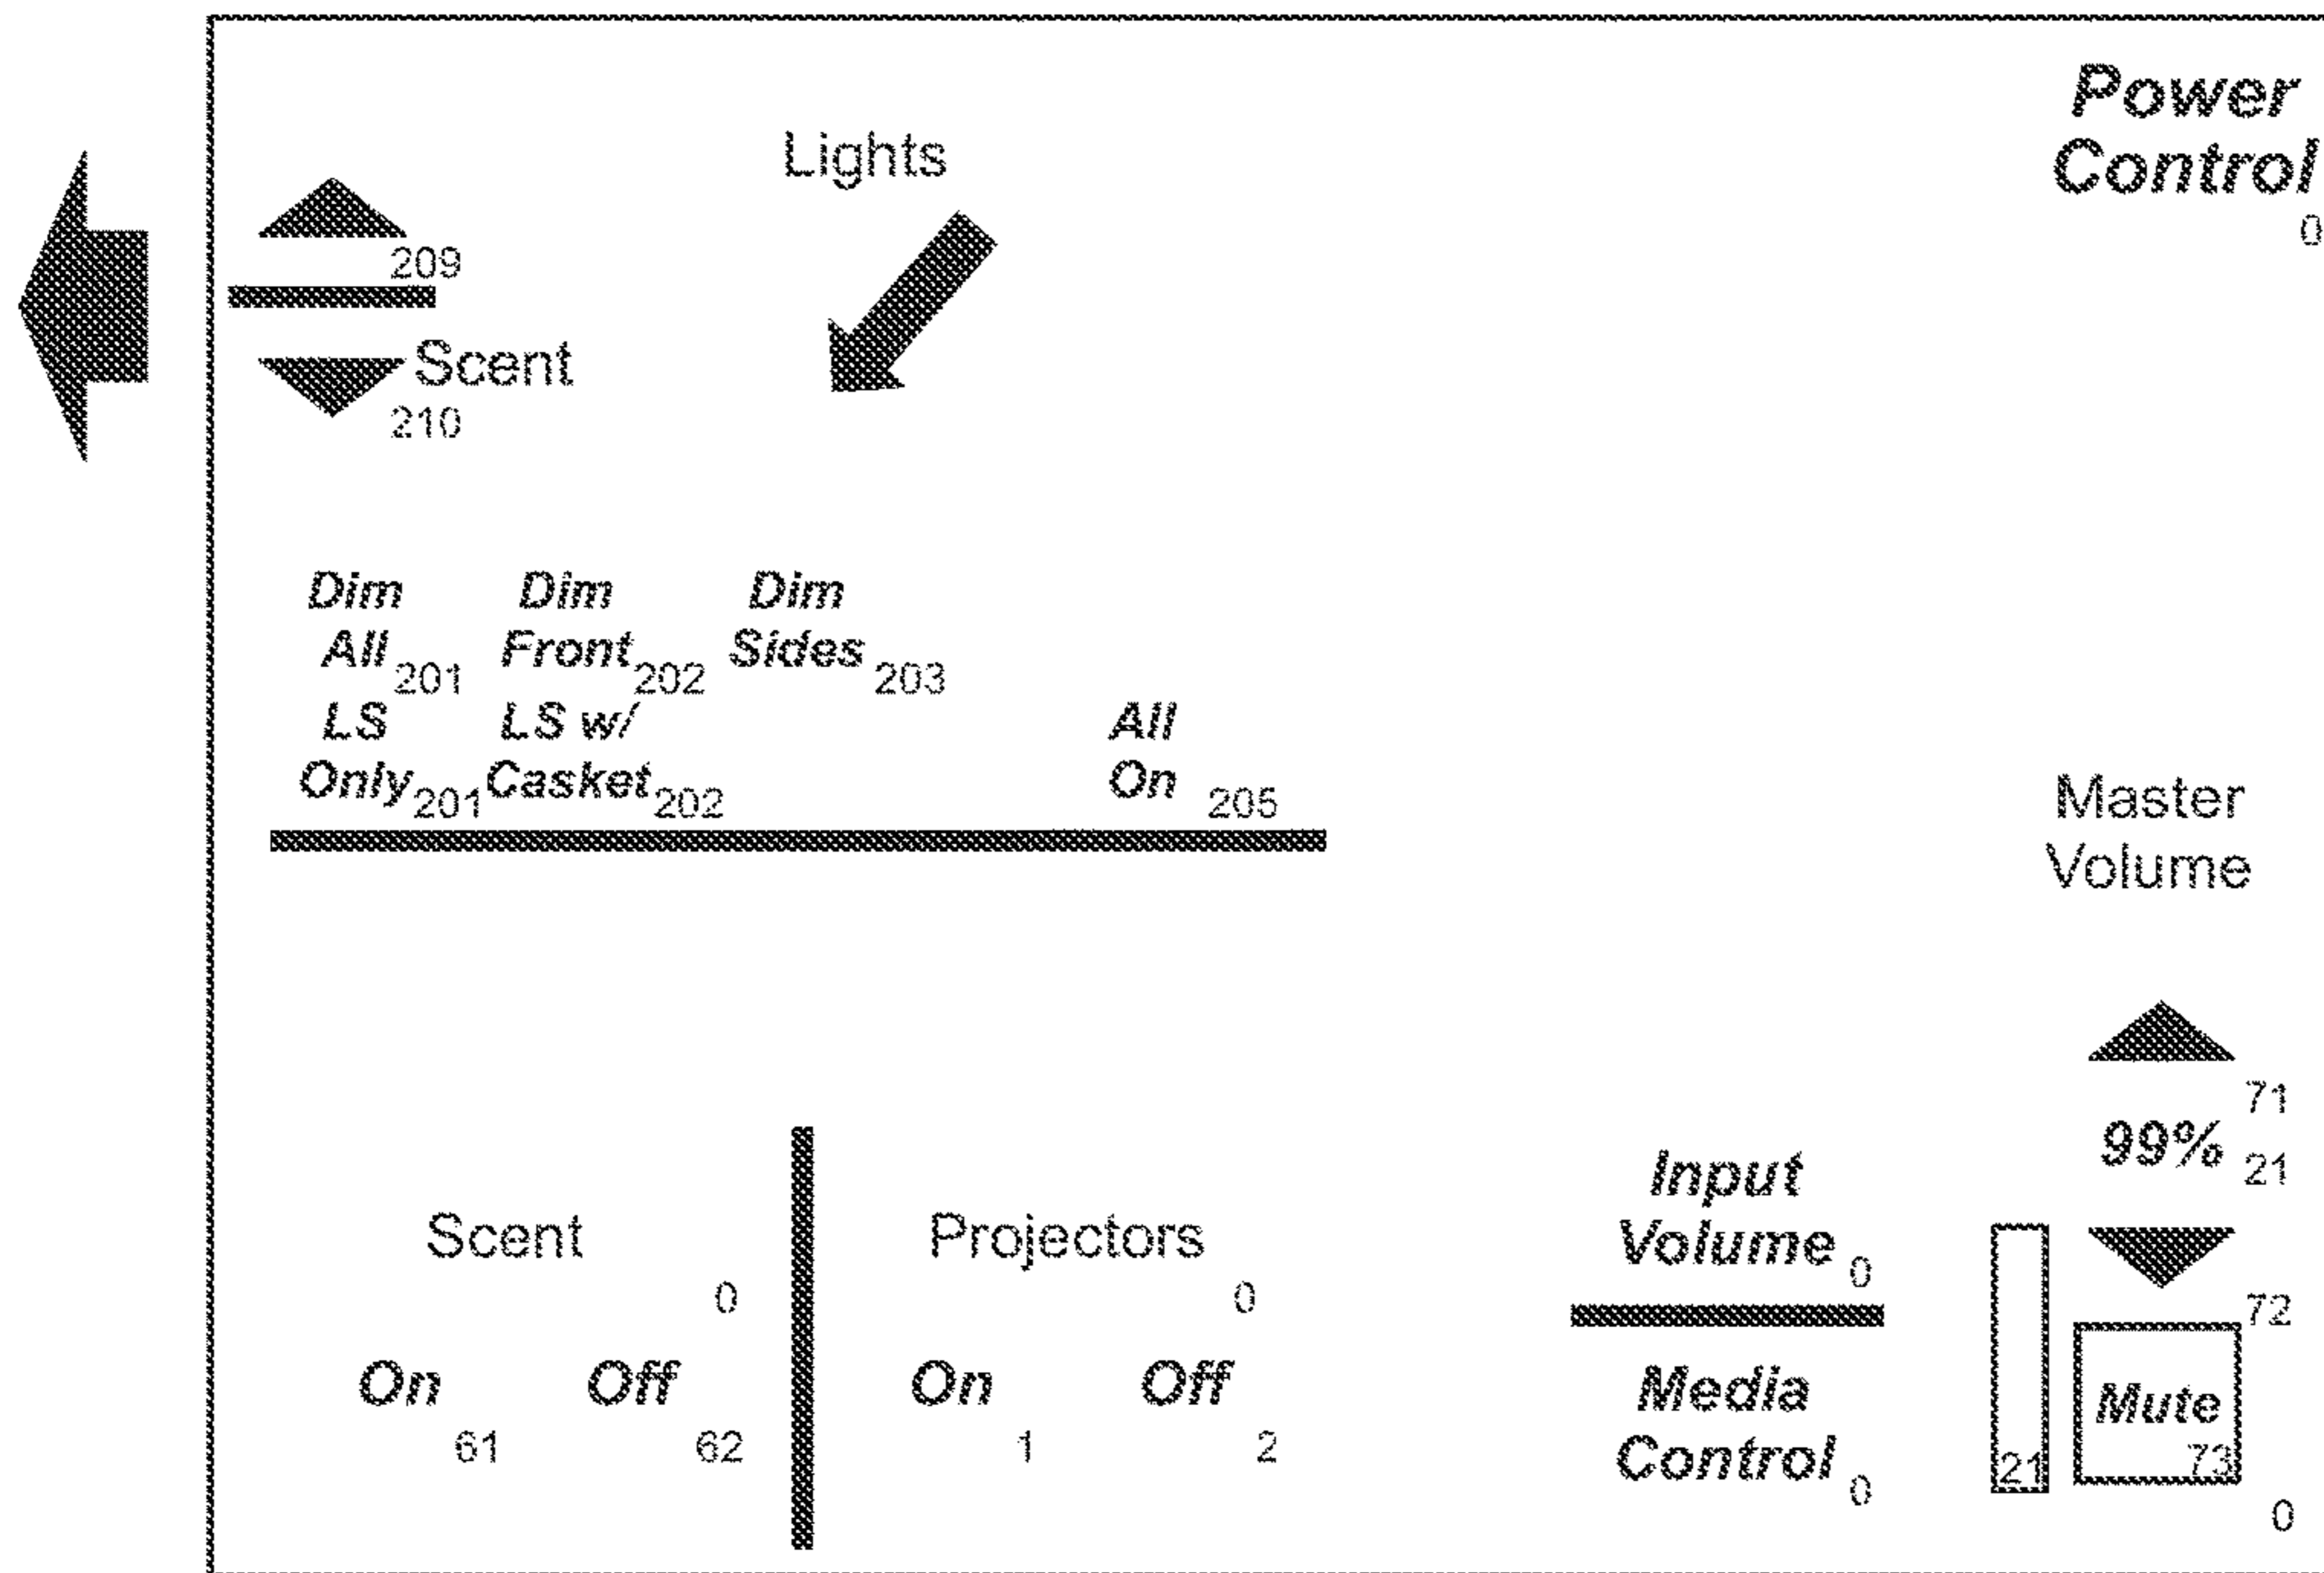 Power
Control
0
Lights
209
Scent
210
Dim Dim Dim
All 201 Front 202 Sides 203
LS LS w/ All
Only 201 Casket 202 On 205
Master
Volume
71
99% 21
72
Input
Volume 0
Media
Control 0
21
Mute
73
0
Scent Projectors
0 0
On Off On Off
61 62 1 2